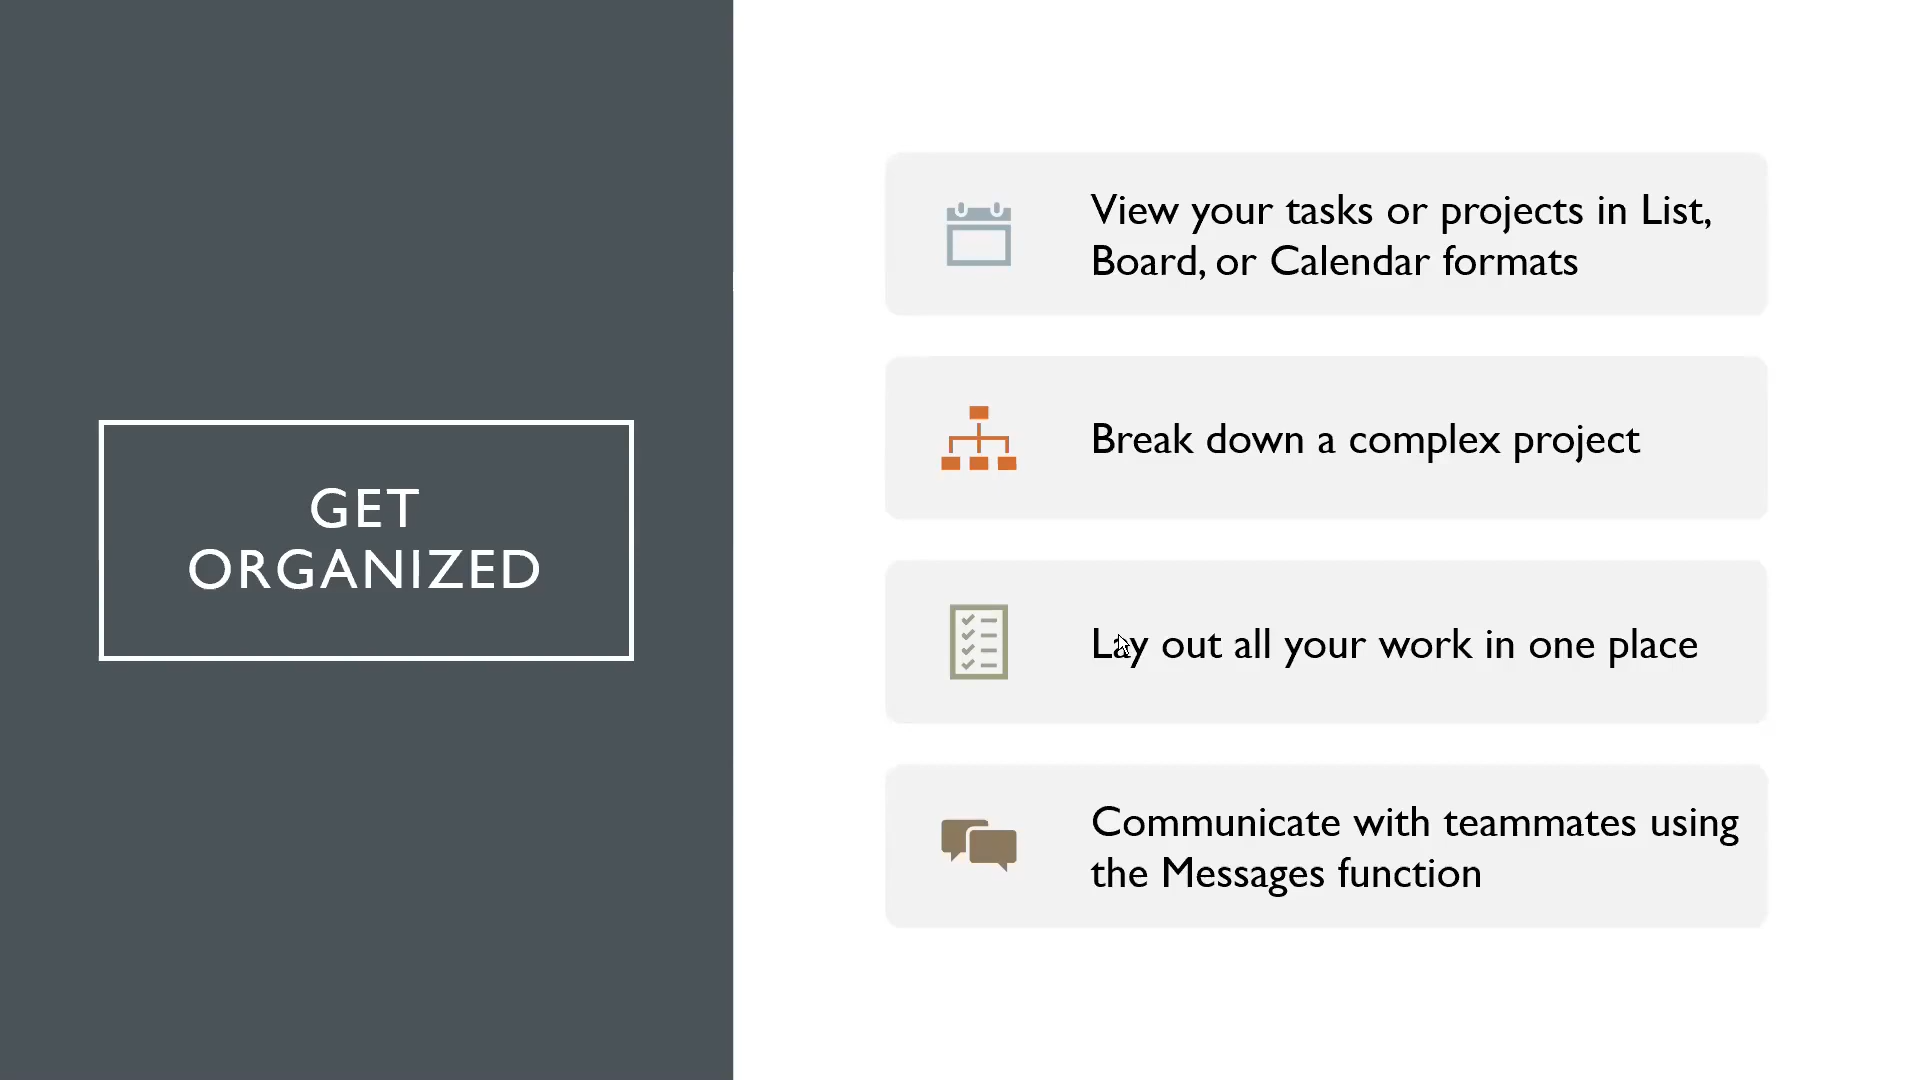 GET
ORGANIZED
View your tasks or projects in List,
Board, or Calendar formats
Break down a complex project
Lay out all your work in one place
Communicate with teammates using
the Messages function